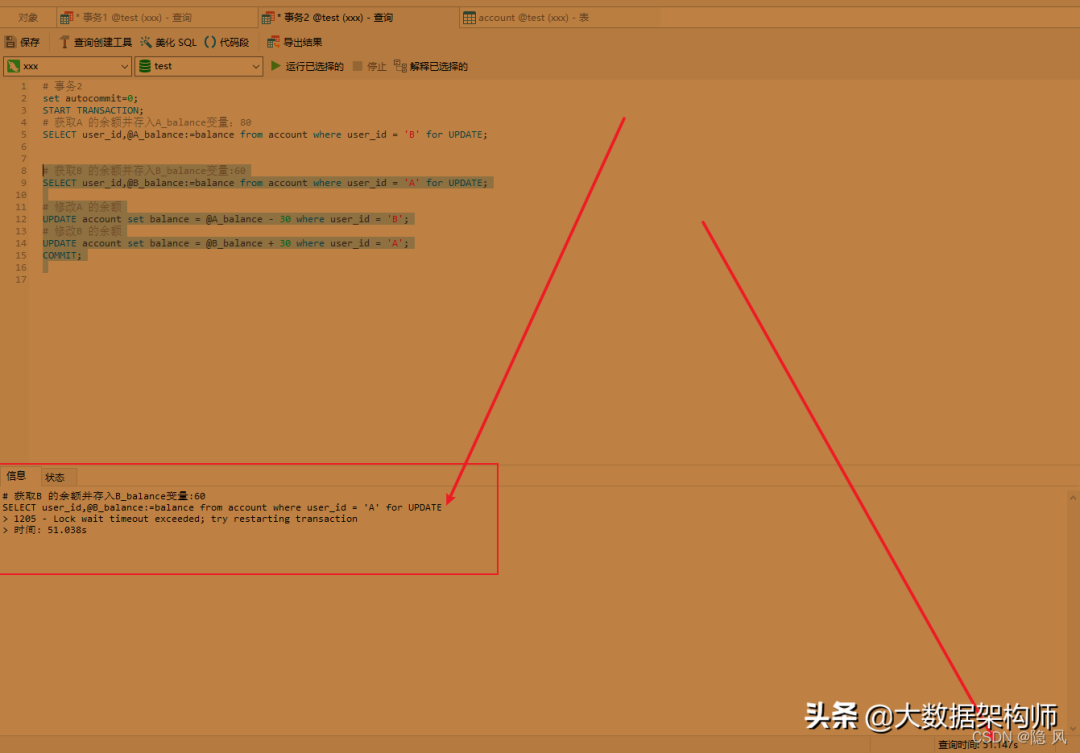 对象 * 事务1 @test (xxx) - 查询 * 事务2 @test (xxx) - 查询 account @test (xxx) - 表
保存 查询创建工具 美化 SQL () 代码段 导出结果
xxx test 运行已选择的 停止 解释已选择的
1 # 事务2
2 set autocommit=0;
3 START TRANSACTION;
4 # 获取A 的余额并存入A_balance变量: 80
5 SELECT user_id,@A_balance:=balance from account where user_id = 'B' for UPDATE;
6
7
8 # 获取B 的余额并存入B_balance变量:60
9 SELECT user_id,@B_balance:=balance from account where user_id = 'A' for UPDATE;
10
11 # 修改A 的余额
12 UPDATE account set balance = @A_balance - 30 where user_id = 'B';
13 # 修改B 的余额
14 UPDATE account set balance = @B_balance + 30 where user_id = 'A';
15 COMMIT;
16
17
信息 状态
# 获取B 的余额并存入B_balance变量:60
SELECT user_id,@B_balance:=balance from account where user_id = 'A' for UPDATE
> 1205 - Lock wait timeout exceeded; try restarting transaction
> 时间: 51.038s
头条 @大数据架构师
CSDN @隐 风
查询时间: 51.147s